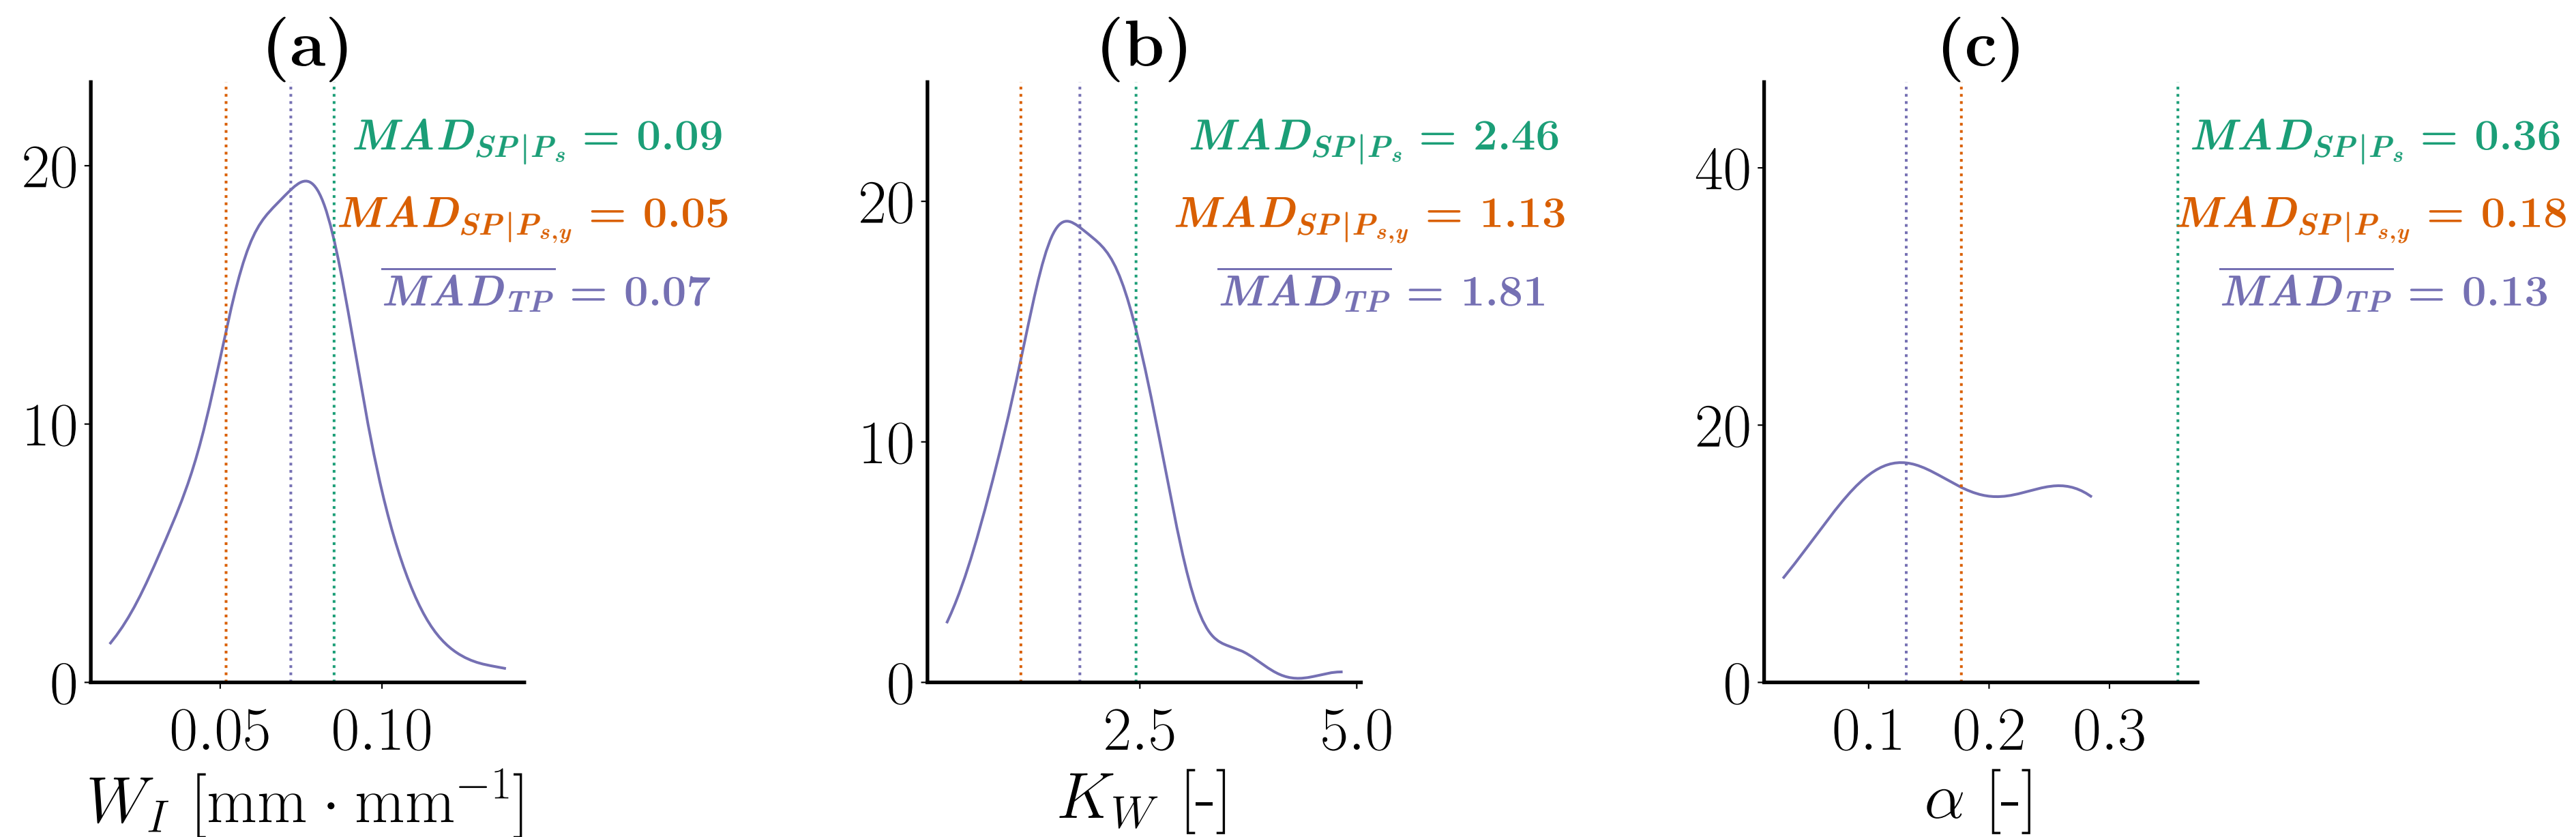 (a)
MAD_{SP|P_s} = 0.09
MAD_{SP|P_{s,y}} = 0.05
\overline{MAD_{TP}} = 0.07
20
10
0
0.05 0.10
W_I [mm · mm^{−1}]
(b)
MAD_{SP|P_s} = 2.46
MAD_{SP|P_{s,y}} = 1.13
\overline{MAD_{TP}} = 1.81
20
10
0
2.5 5.0
K_W [-]
(c)
MAD_{SP|P_s} = 0.36
MAD_{SP|P_{s,y}} = 0.18
\overline{MAD_{TP}} = 0.13
40
20
0
0.1 0.2 0.3
α [-]